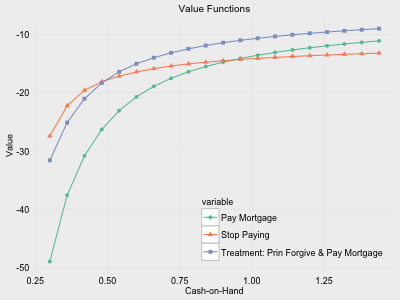 Value Functions
-10
-20
-30
-40
-50
Value
0.25
0.50
0.75
1.00
1.25
Cash-on-Hand
variable
Pay Mortgage
Stop Paying
Treatment: Prin Forgive & Pay Mortgage